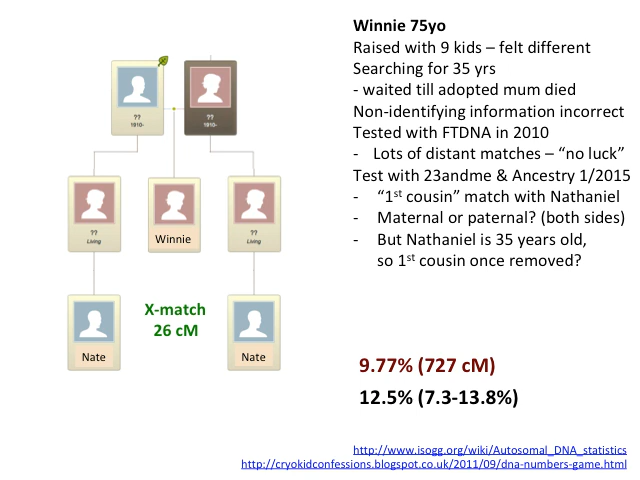 Winnie 75yo
Raised with 9 kids – felt different
Searching for 35 yrs
- waited till adopted mum died
Non-identifying information incorrect
Tested with FTDNA in 2010
- Lots of distant matches – “no luck”
Test with 23andme & Ancestry 1/2015
- “1st cousin” match with Nathaniel
- Maternal or paternal? (both sides)
- But Nathaniel is 35 years old,
so 1st cousin once removed?
??
1910-
??
1910-
??
Living
Winnie
??
Living
X-match
26 cM
Nate
Nate
9.77% (727 cM)
12.5% (7.3-13.8%)
http://www.isogg.org/wiki/Autosomal_DNA_statistics
http://cryokidconfessions.blogspot.co.uk/2011/09/dna-numbers-game.html